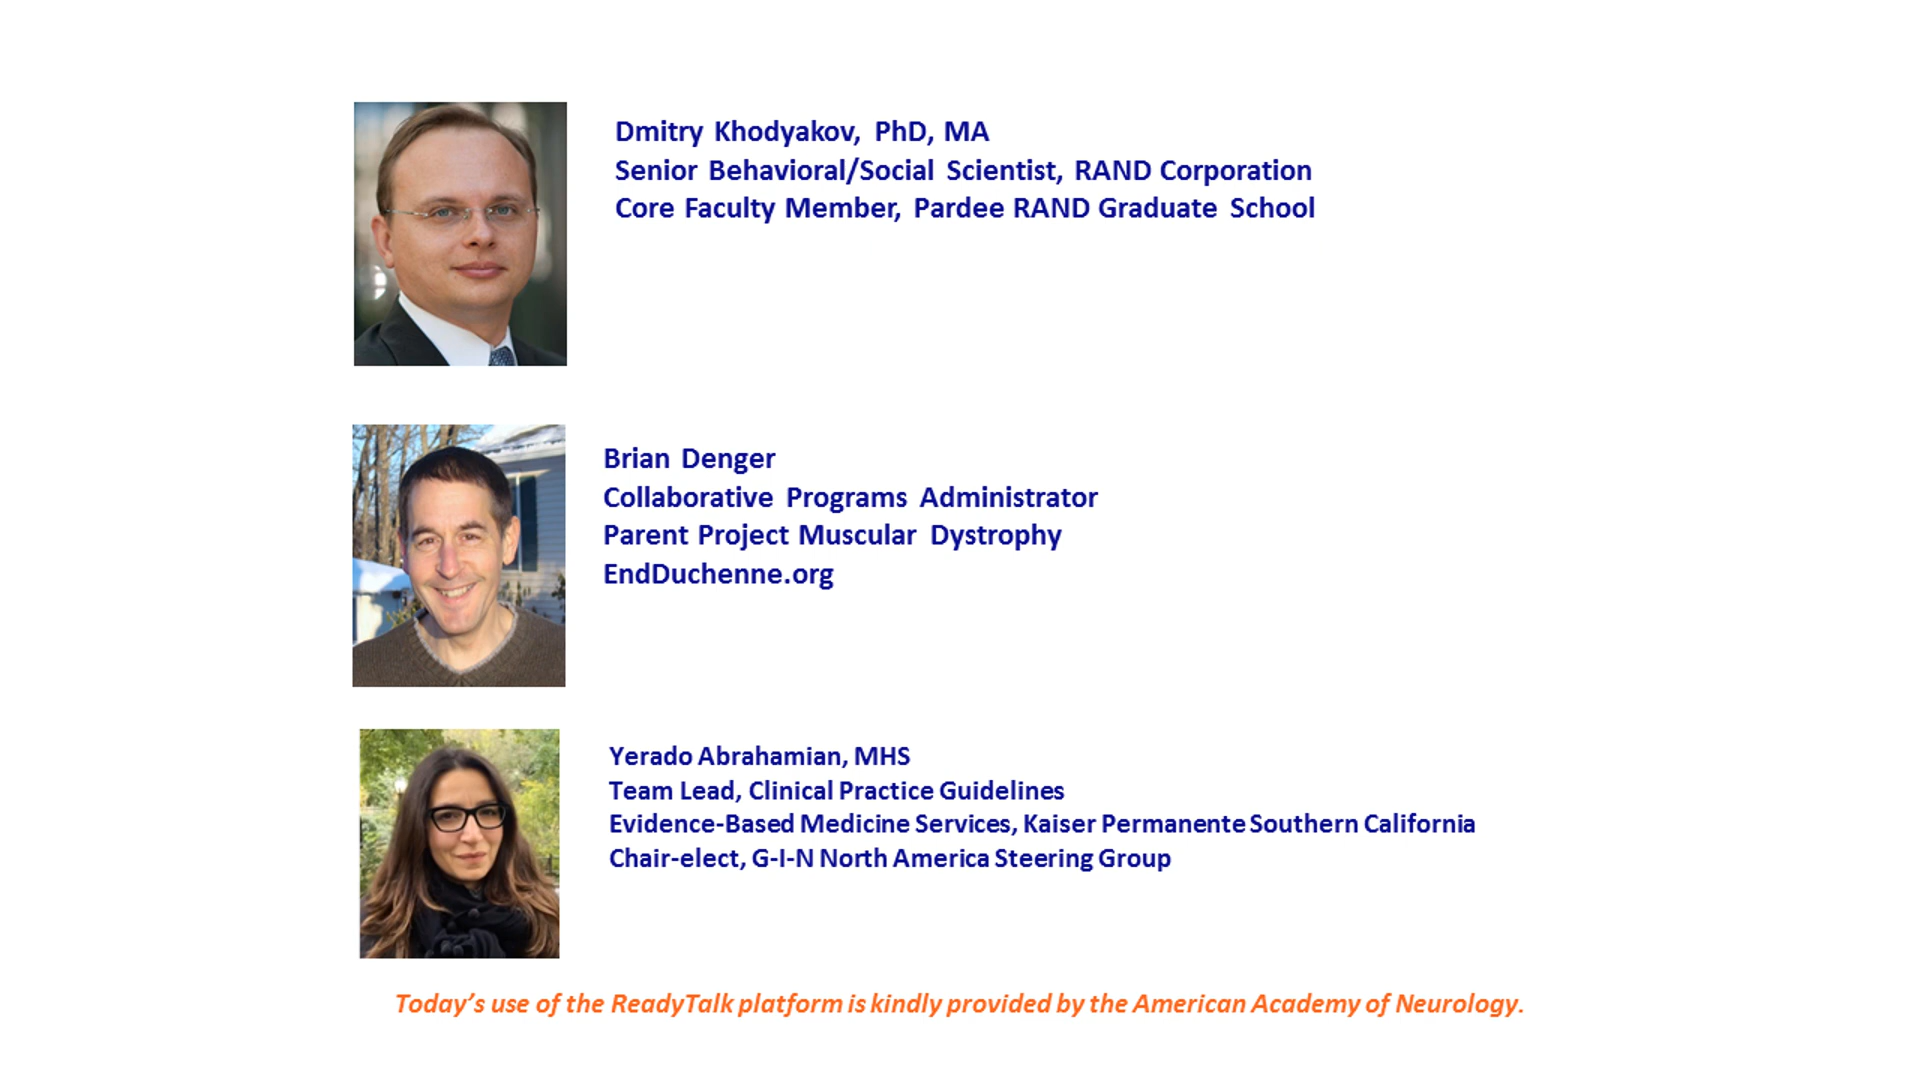 Dmitry Khodyakov, PhD, MA
Senior Behavioral/Social Scientist, RAND Corporation
Core Faculty Member, Pardee RAND Graduate School
Brian Denger
Collaborative Programs Administrator
Parent Project Muscular Dystrophy
EndDuchenne.org
Yerado Abrahamian, MHS
Team Lead, Clinical Practice Guidelines
Evidence-Based Medicine Services, Kaiser Permanente Southern California
Chair-elect, G-I-N North America Steering Group
Today’s use of the ReadyTalk platform is kindly provided by the American Academy of Neurology.